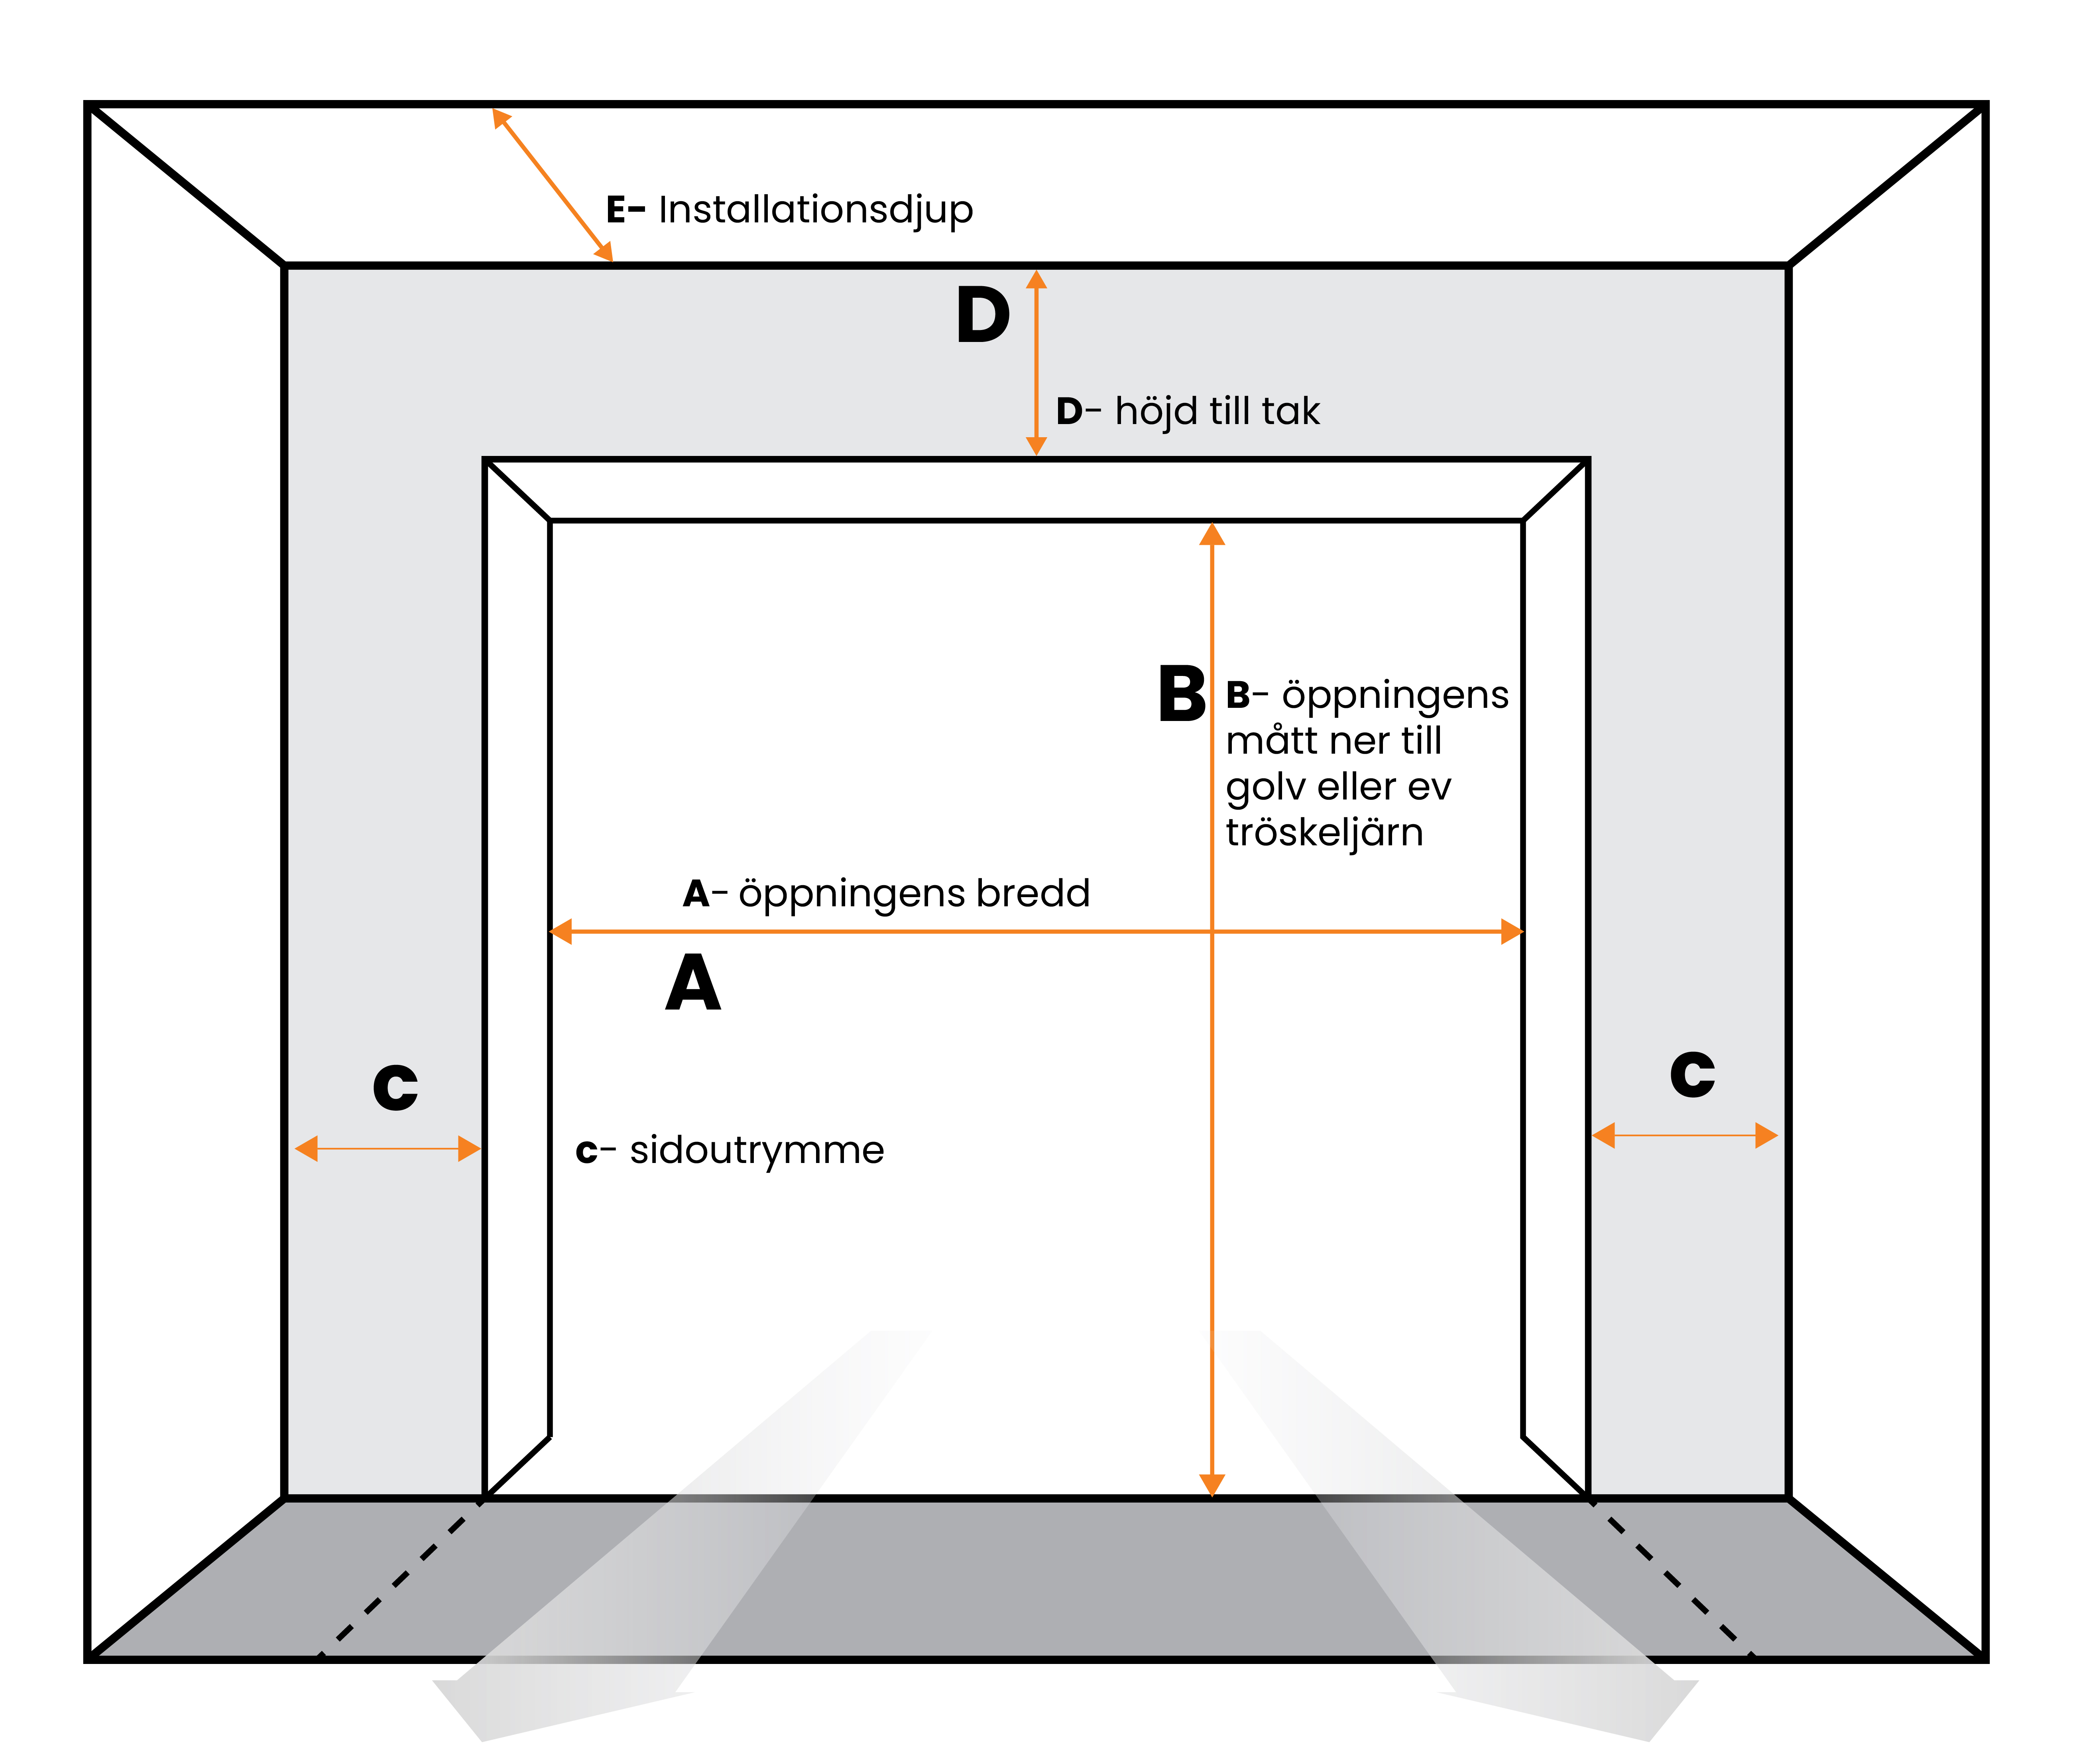 E- Installationsdjup
D
D- höjd till tak
B
B- öppningens
mått ner till
golv eller ev
tröskeljärn
A- öppningens bredd
A
c
c
c- sidoutrymme